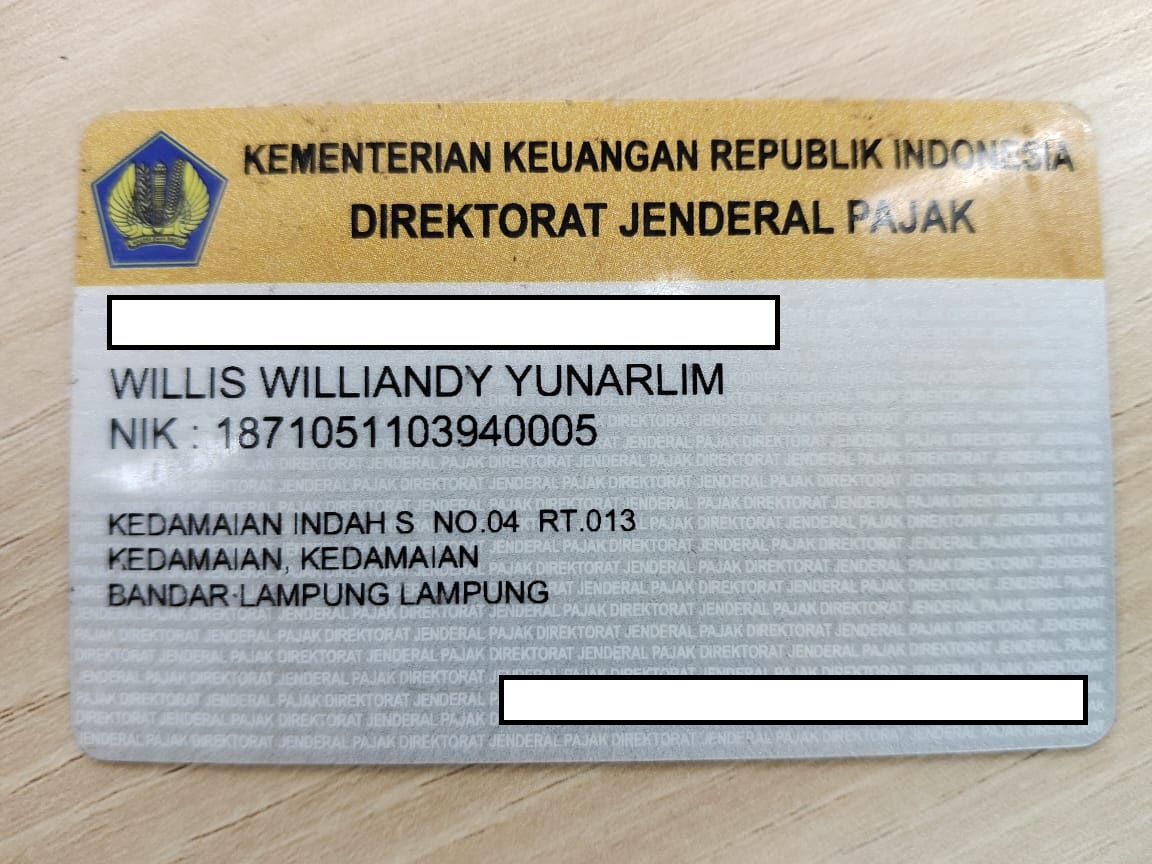 KEMENTERIAN KEUANGAN REPUBLIK INDONESIA
DIREKTORAT JENDERAL PAJAK
WILLIS WILLIANDY YUNARLIM
NIK : 1871051103940005
KEDAMAIAN INDAH S NO.04 RT.013
KEDAMAIAN, KEDAMAIAN
BANDAR LAMPUNG LAMPUNG